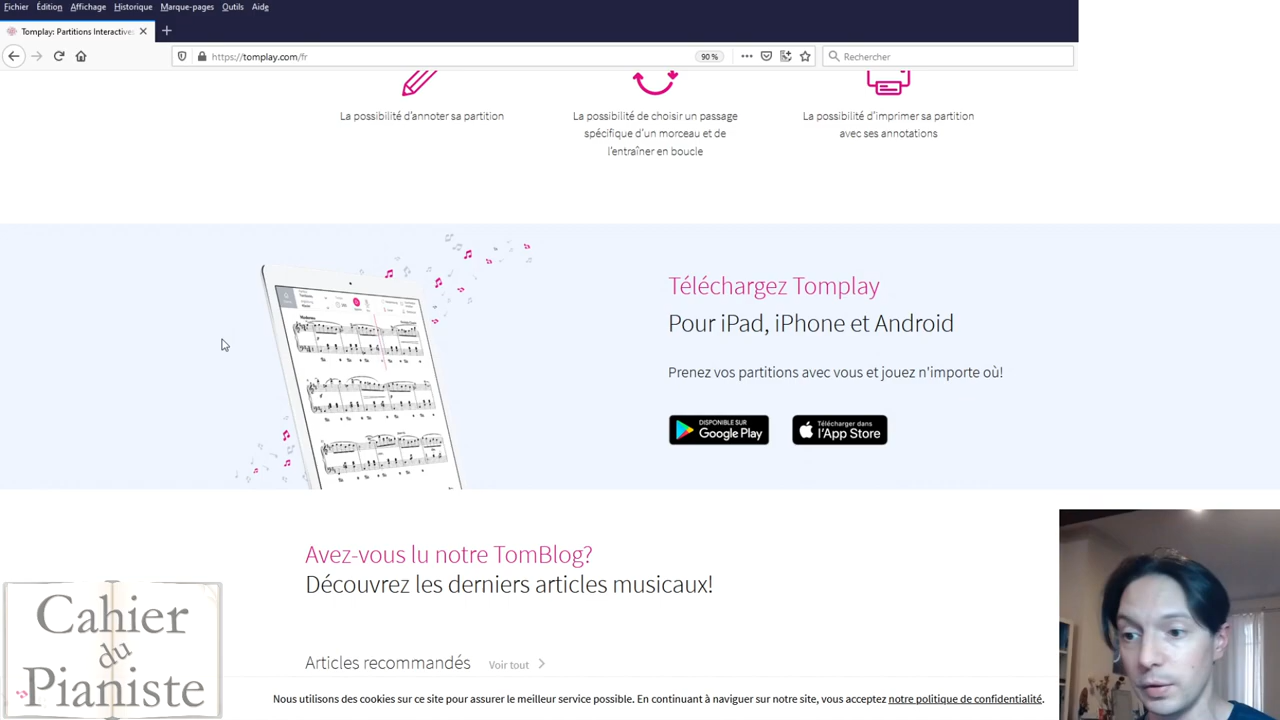 Fichier Édition Affichage Historique Marque-pages Outils Aide
Tomplay: Partitions Interactives
https://tomplay.com/fr
90 %
Rechercher
La possibilité d'annoter sa partition
La possibilité de choisir un passage
spécifique d'un morceau et de
l'entraîner en boucle
La possibilité d'imprimer sa partition
avec ses annotations
Téléchargez Tomplay
Pour iPad, iPhone et Android
Prenez vos partitions avec vous et jouez n'importe où!
DISPONIBLE SUR
Google Play
Télécharger dans
l'App Store
Avez-vous lu notre TomBlog?
Découvrez les derniers articles musicaux!
Articles recommandés Voir tout
Nous utilisons des cookies sur ce site pour assurer le meilleur service possible. En continuant à naviguer sur notre site, vous acceptez notre politique de confidentialité.
Cahier
du
Pianiste